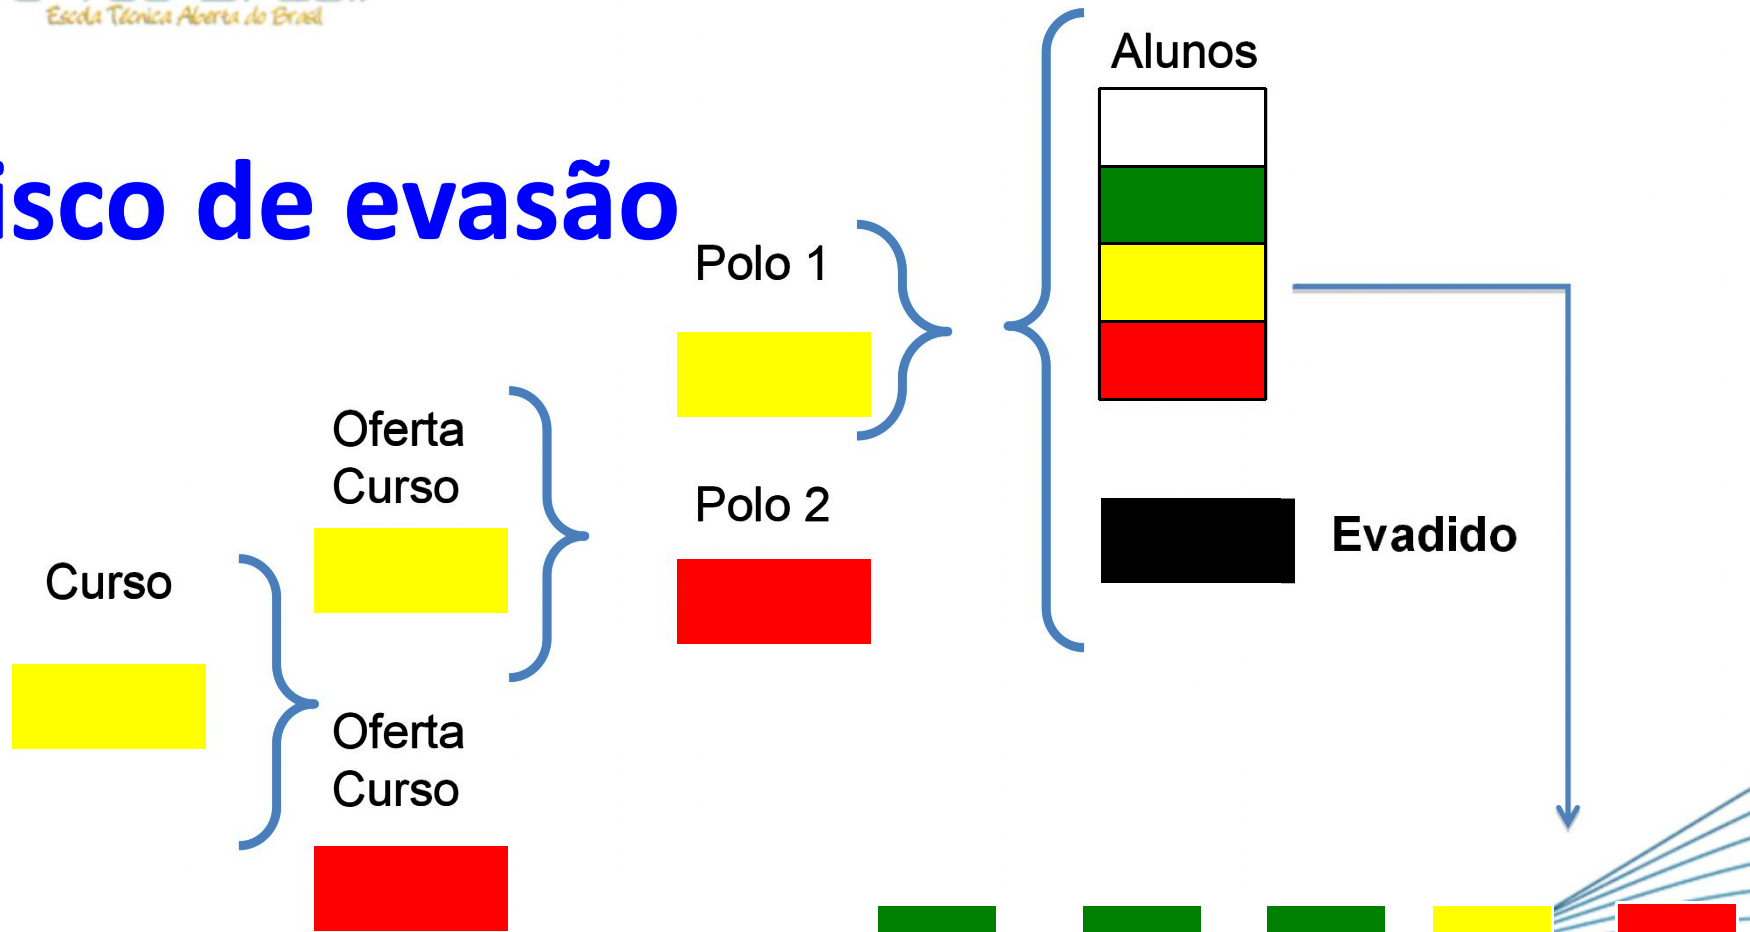 Escola Técnica Aberta do Brasil
isco de evasão
Alunos
Polo 1
Oferta
Curso
Polo 2
Evadido
Curso
Oferta
Curso